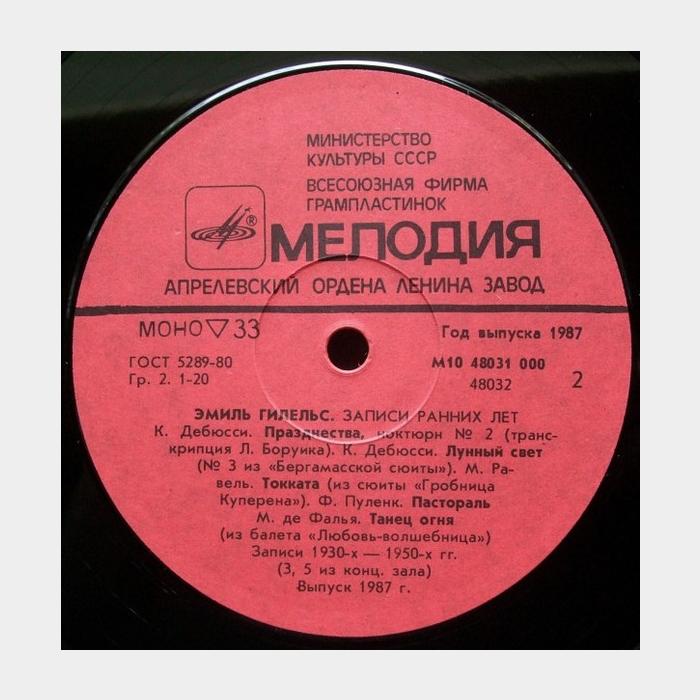 МИНИСТЕРСТВО
КУЛЬТУРЫ СССР
ВСЕСОЮЗНАЯ ФИРМА
ГРАМПЛАСТИНОК
®
МЕЛОДИЯ
АПРЕЛЕВСКИЙ ОРДЕНА ЛЕНИНА ЗАВОД
МОНО ▽ 33
Год выпуска 1987
ГОСТ 5289-80
М10 48031 000
Гр. 2. 1-20
48032
2
ЭМИЛЬ ГИЛЕЛЬС. ЗАПИСИ РАННИХ ЛЕТ
К. Дебюсси. Празднества, ноктюрн № 2 (транс-
крипция Л. Боруика). К. Дебюсси. Лунный свет
(№ 3 из «Бергамасской сюиты»). М. Ра-
вель. Токката (из сюиты «Гробница
Куперена»). Ф. Пуленк. Пастораль
М. де Фалья. Танец огня
(из балета «Любовь-волшебница»)
Записи 1930-х — 1950-х гг.
(3, 5 из конц. зала)
Выпуск 1987 г.